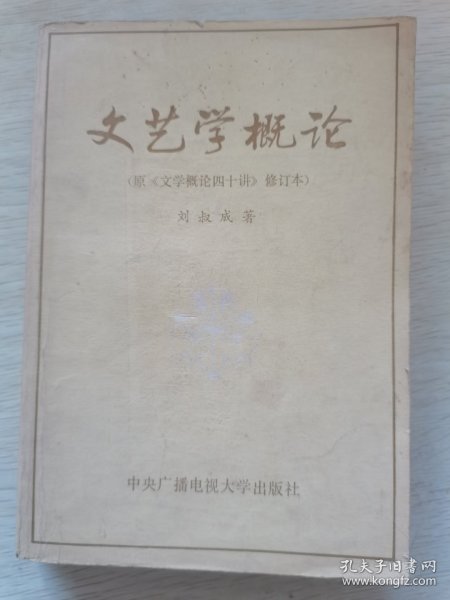 文艺学概论
（原《文学概论四十讲》修订本）
刘叔成著
中央广播电视大学出版社
孔夫子旧书网
www.kongfz.com